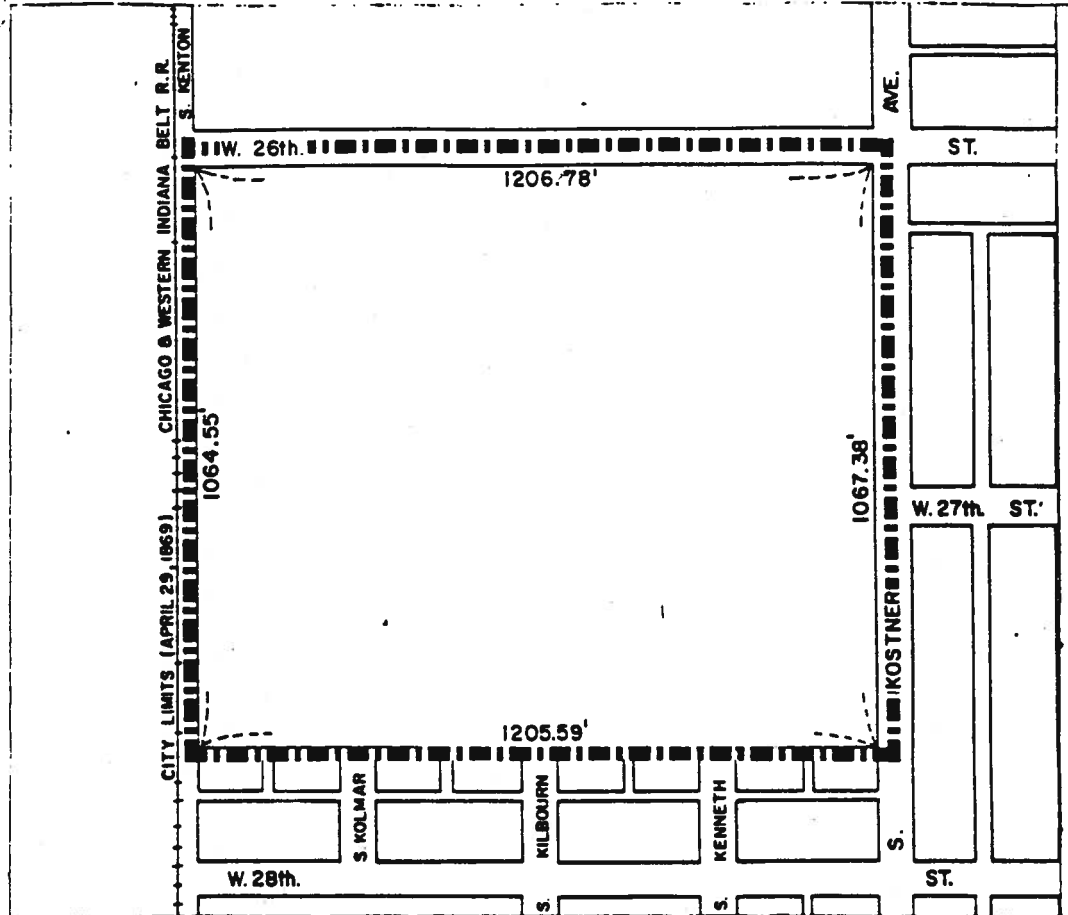 S. KENTON
AVE.
W. 26th.
ST.
1206.78'
CHICAGO & WESTERN INDIANA BELT R.R.
1064.55'
1067.38'
W. 27th. ST.
CITY LIMITS (APRIL 29, 1869)
KOSTNER
1205.59'
S. KOLMAR
KILBOURN
KENNETH
S.
W. 28th.
ST.
S.
S.